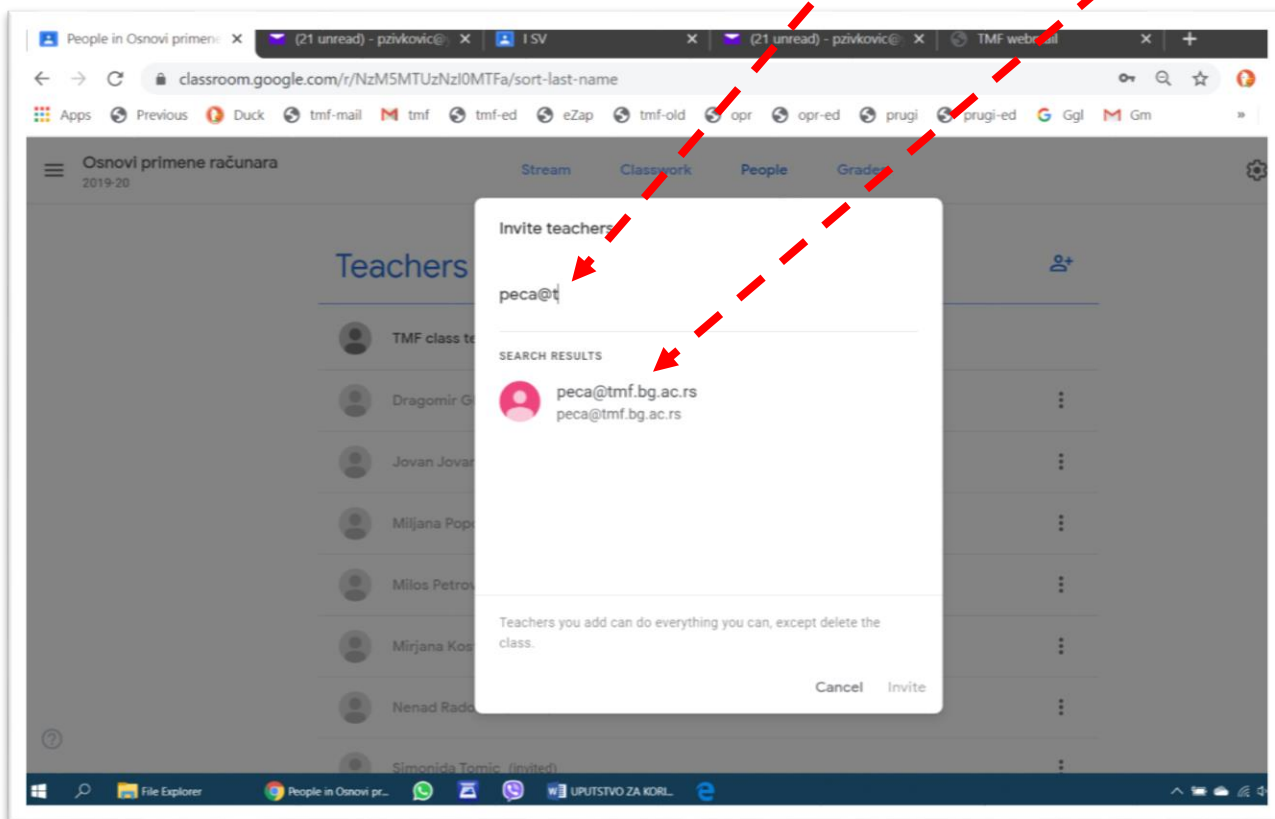 People in Osnovi primen
(21 unread) - pzivkovic@
I SV
(21 unread) - pzivkovic@
TMF webmail
classroom.google.com/r/NzM5MTUzNzI0MTFa/sort-last-name
Apps Previous Duck tmf-mail tmf tmf-ed eZap tmf-old opr opr-ed prugi prugi-ed Ggl Gm »
Osnovi primene računara
2019-20
Stream Classwork People Grades
Invite teachers
Teachers
peca@t
TMF class te
SEARCH RESULTS
peca@tmf.bg.ac.rs
peca@tmf.bg.ac.rs
Dragomir G
Jovan Jovan
Miljana Pop
Milos Petrov
Teachers you add can do everything you can, except delete the
class.
Mirjana Kos
Cancel Invite
Nenad Rado
Simonida Tomic (invited)
File Explorer People in Osnovi pr... UPUTSTVO ZA KORI...